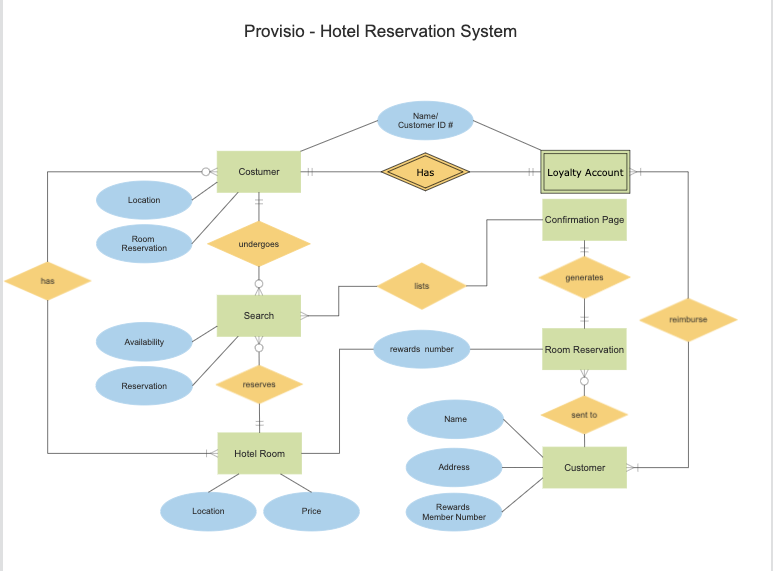 Provisio - Hotel Reservation System
Name/
Customer ID #
Costumer
Has
Loyalty Account
Location
Confirmation Page
Room
Reservation
undergoes
has
lists
generates
Search
reimburse
Availability
rewards number
Room Reservation
Reservation
reserves
sent to
Name
Hotel Room
Address
Customer
Location
Price
Rewards
Member Number